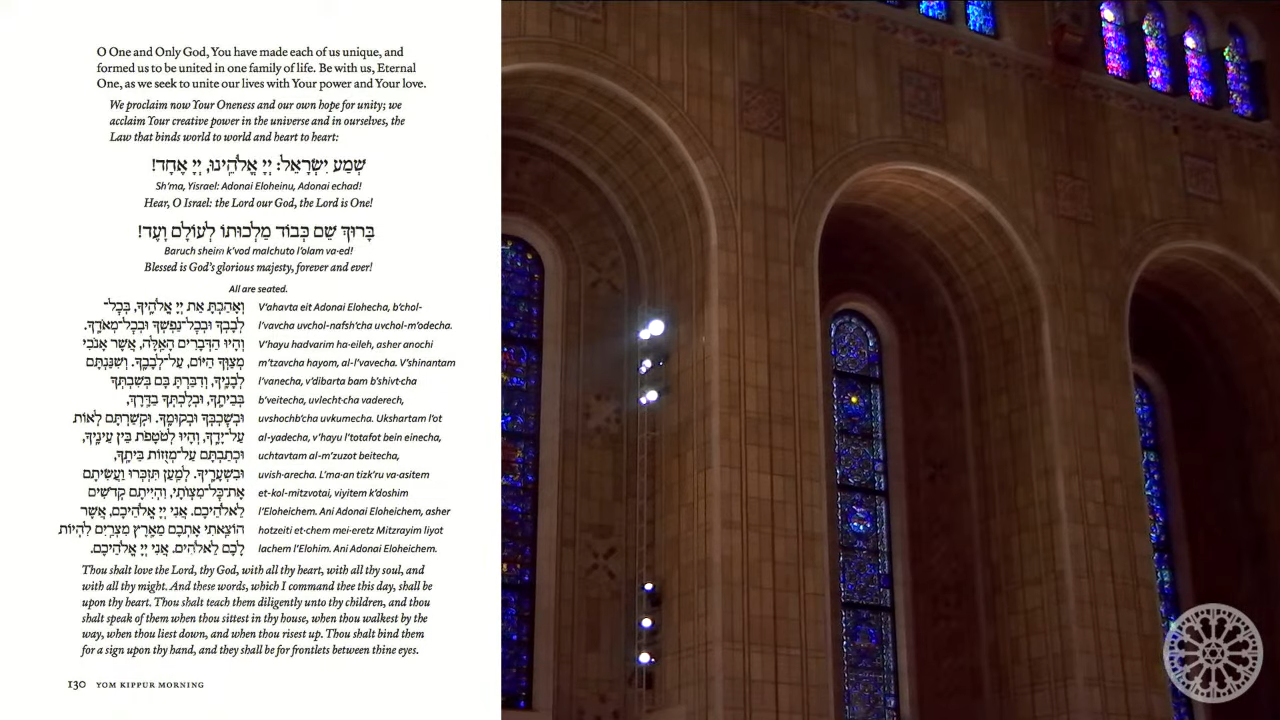 O One and Only God, You have made each of us unique, and
formed us to be united in one family of life. Be with us, Eternal
One, as we seek to unite our lives with Your power and Your love.
We proclaim now Your Oneness and our own hope for unity; we
acclaim Your creative power in the universe and in ourselves, the
Law that binds world to world and heart to heart:
שְׁמַע יִשְׂרָאֵל: יְיָ אֱלֹהֵֽינוּ, יְיָ אֶחָד!
Sh'ma, Yisrael: Adonai Eloheinu, Adonai echad!
Hear, O Israel: the Lord our God, the Lord is One!
בָּרוּךְ שֵׁם כְּבוֹד מַלְכוּתוֹ לְעוֹלָם וָעֶד!
Baruch sheim k'vod malchuto l'olam va-ed!
Blessed is God's glorious majesty, forever and ever!
All are seated.
וְאָהַבְתָּ אֵת יְיָ אֱלֹהֶֽיךָ, בְּכׇל־
לְבָבְךָ וּבְכׇל־נַפְשְׁךָ וּבְכׇל־מְאֹדֶֽךָ.
וְהָיוּ הַדְּבָרִים הָאֵֽלֶּה, אֲשֶׁר אָנֹכִי
מְצַוְּךָ הַיּוֹם, עַל־לְבָבֶֽךָ. וְשִׁנַּנְתָּם
לְבָנֶֽיךָ, וְדִבַּרְתָּ בָּם בְּשִׁבְתְּךָ
בְּבֵיתֶֽךָ, וּבְלֶכְתְּךָ בַדֶּֽרֶךְ,
וּבְשׇׁכְבְּךָ וּבְקוּמֶֽךָ. וּקְשַׁרְתָּם לְאוֹת
עַל־יָדֶֽךָ, וְהָיוּ לְטֹטָפֹת בֵּין עֵינֶֽיךָ,
וּכְתַבְתָּם עַל־מְזֻזוֹת בֵּיתֶֽךָ,
וּבִשְׁעָרֶֽיךָ. לְמַֽעַן תִּזְכְּרוּ וַעֲשִׂיתֶם
אֶת־כׇּל־מִצְוֺתָי, וִהְיִיתֶם קְדֹשִׁים
לֵאלֹהֵיכֶם. אֲנִי יְיָ אֱלֹהֵיכֶם, אֲשֶׁר
הוֹצֵֽאתִי אֶתְכֶם מֵאֶֽרֶץ מִצְרַֽיִם לִהְיוֹת
לָכֶם לֵאלֹהִים. אֲנִי יְיָ אֱלֹהֵיכֶם.
V'ahavta eit Adonai Elohecha, b'chol-
l'vavcha uvchol-nafsh'cha uvchol-m'odecha.
V'hayu hadvarim ha-eileh, asher anochi
m'tzavcha hayom, al-l'vavecha. V'shinantam
l'vanecha, v'dibarta bam b'shivt·cha
b'veitecha, uvlecht·cha vaderech,
uvshochb'cha uvkumecha. Ukshartam l'ot
al-yadecha, v'hayu l'totafot bein einecha,
uchtavtam al-m'zuzot beitecha,
uvish-arecha. L'ma-an tizk'ru va-asitem
et-kol-mitzvotai, viyitem k'doshim
l'Eloheichem. Ani Adonai Eloheichem, asher
hotzeiti et·chem mei-eretz Mitzrayim liyot
lachem l'Elohim. Ani Adonai Eloheichem.
Thou shalt love the Lord, thy God, with all thy heart, with all thy soul, and
with all thy might. And these words, which I command thee this day, shall be
upon thy heart. Thou shalt teach them diligently unto thy children, and thou
shalt speak of them when thou sittest in thy house, when thou walkest by the
way, when thou liest down, and when thou risest up. Thou shalt bind them
for a sign upon thy hand, and they shall be for frontlets between thine eyes.
130 YOM KIPPUR MORNING